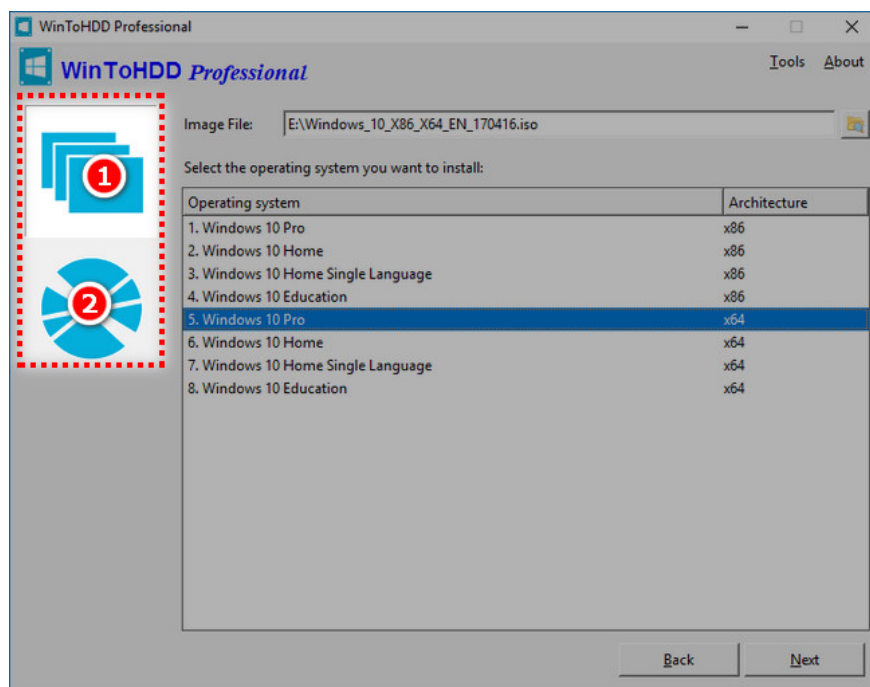 WinToHDD Professional
WinToHDD Professional
Tools About
Image File: E:\Windows_10_X86_X64_EN_170416.iso
Select the operating system you want to install:
Operating system Architecture
1. Windows 10 Pro x86
2. Windows 10 Home x86
3. Windows 10 Home Single Language x86
4. Windows 10 Education x86
5. Windows 10 Pro x64
6. Windows 10 Home x64
7. Windows 10 Home Single Language x64
8. Windows 10 Education x64
1
2
Back Next